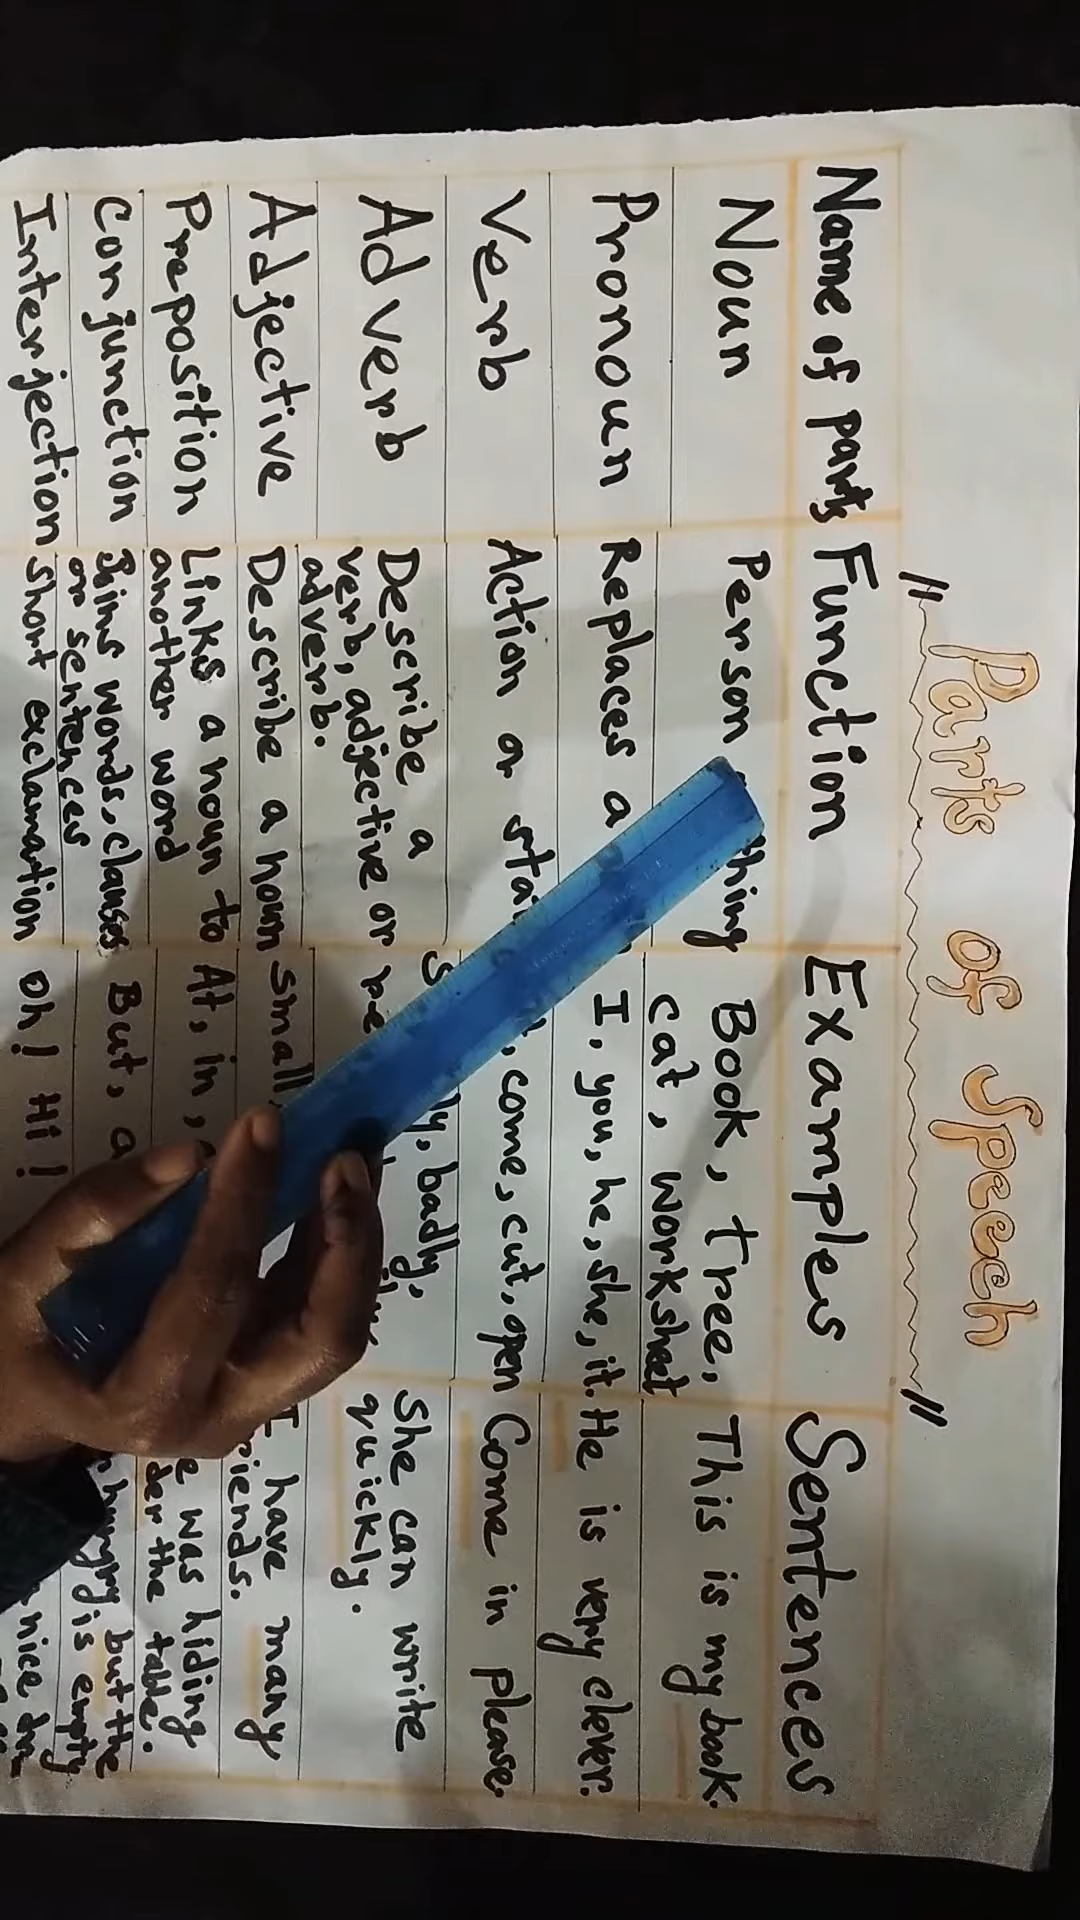 "Parts of Speech"
Name of parts Function Examples Sentences
Noun Person thing Book, tree, This is my book.
cat, worksheet
Pronoun Replaces a I, you, he, she, it. He is very clever.
Verb Action or come, cut, open Come in please.
Adverb Describe a badly, She can write
verb, adjective or quickly.
adverb.
Adjective Describe a noun small, I have many
friends.
Preposition Links a noun to At, in, was hiding
another word the table.
Conjunction Joins words, clauses But, but the
or sentences hungry is empty
Interjection short exclamation Oh! Hi! nice